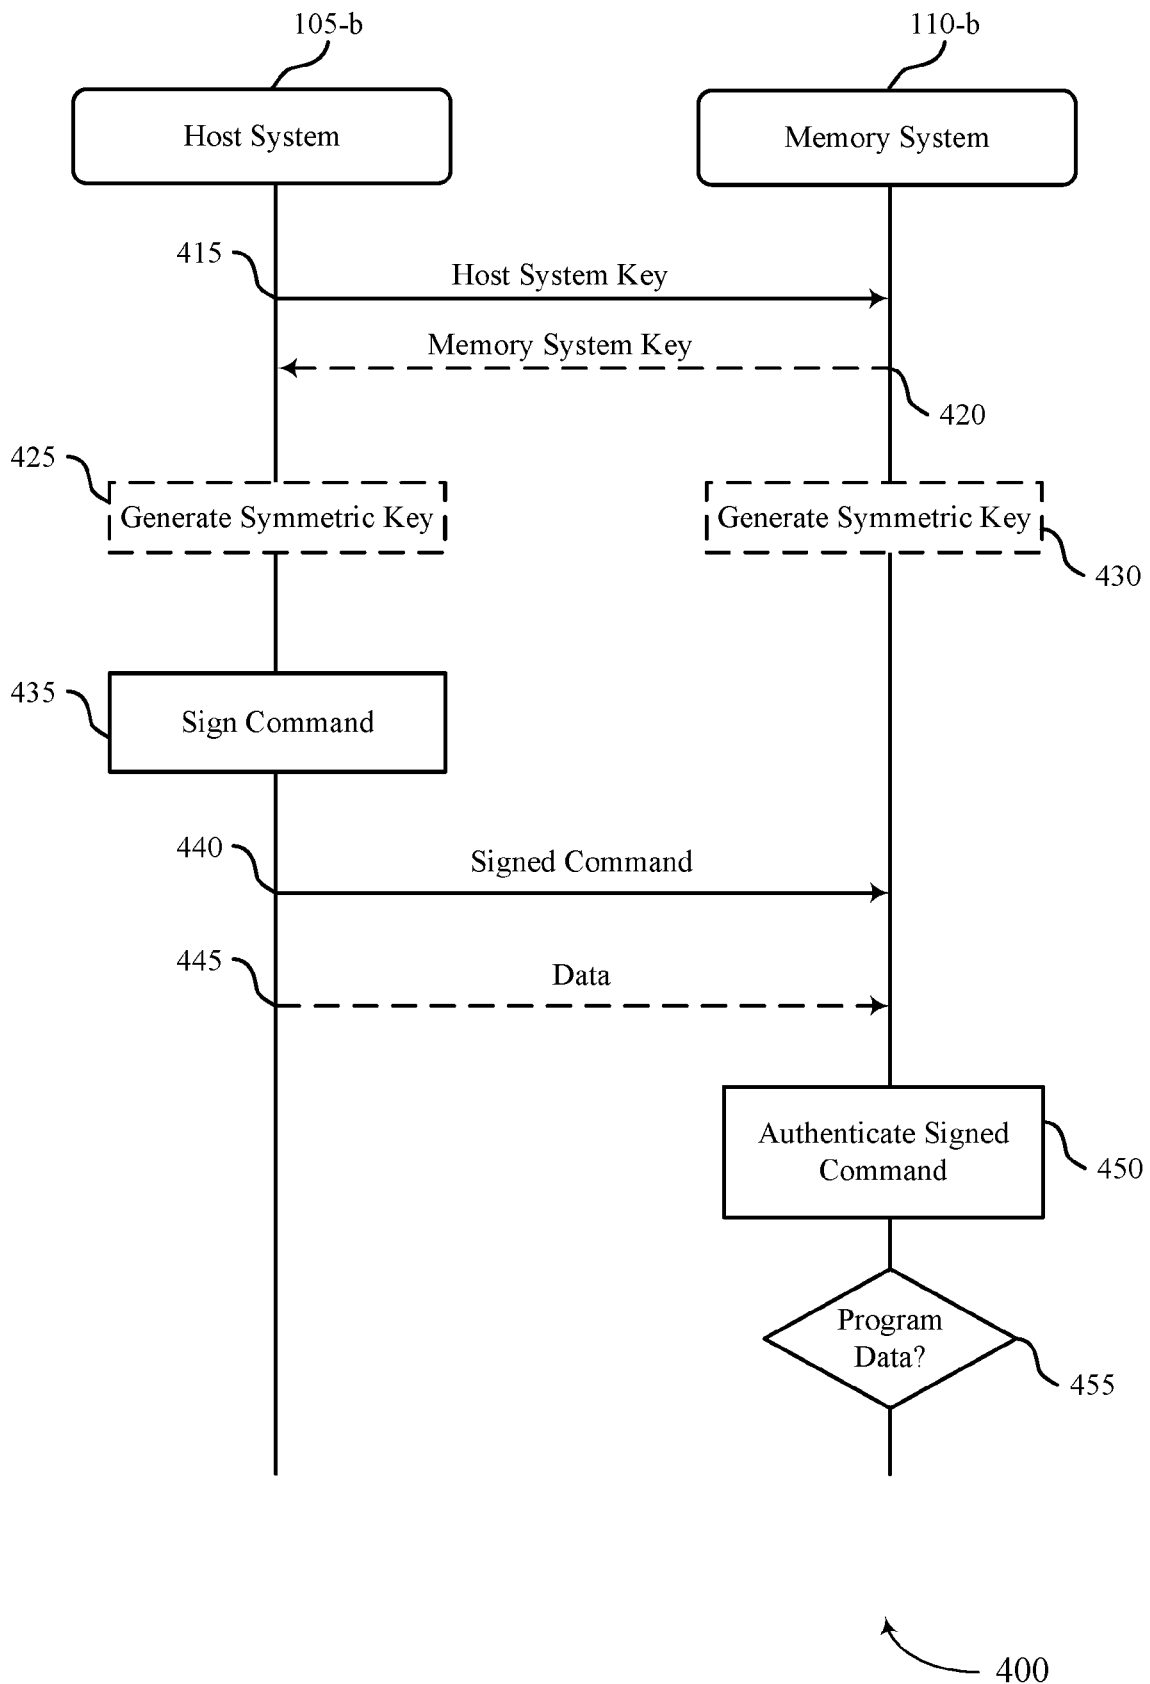 105-b
110-b
Host System
Memory System
415
Host System Key
Memory System Key
420
425
Generate Symmetric Key
Generate Symmetric Key
430
435
Sign Command
440
Signed Command
445
Data
Authenticate Signed
Command
450
Program
Data?
455
400